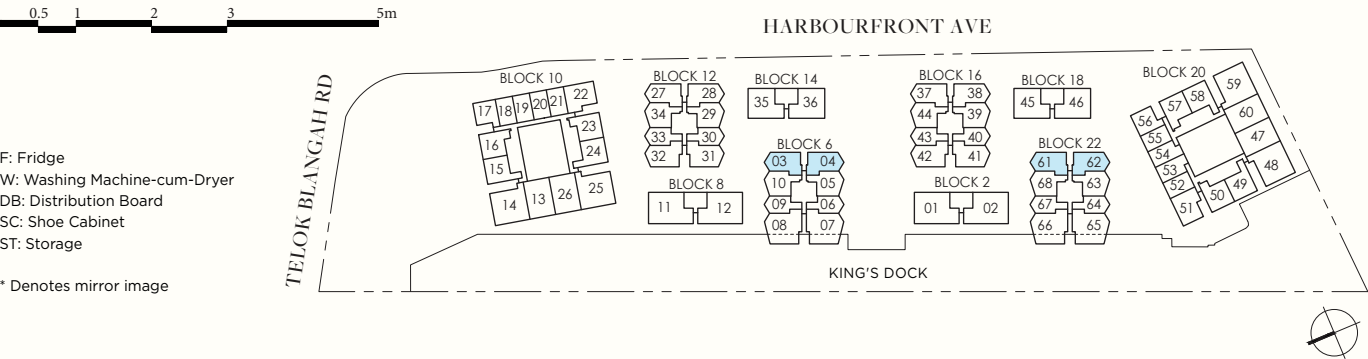 0.5 1 2 3 5m
HARBOURFRONT AVE
TELOK BLANGAH RD
F: Fridge
W: Washing Machine-cum-Dryer
DB: Distribution Board
SC: Shoe Cabinet
ST: Storage
* Denotes mirror image
BLOCK 10
17 18 19 20 21 22
16 23
15 24
14 13 26 25
BLOCK 12
27 28
34 29
33 30
32 31
BLOCK 14
35 36
BLOCK 8
11 12
BLOCK 6
03 04
10 05
09 06
08 07
BLOCK 16
37 38
44 39
43 40
42 41
BLOCK 18
45 46
BLOCK 2
01 02
BLOCK 22
61 62
68 63
67 64
66 65
BLOCK 20
59
58
57
56 60
55 47
54
53
52 48
51 50 49
KING'S DOCK